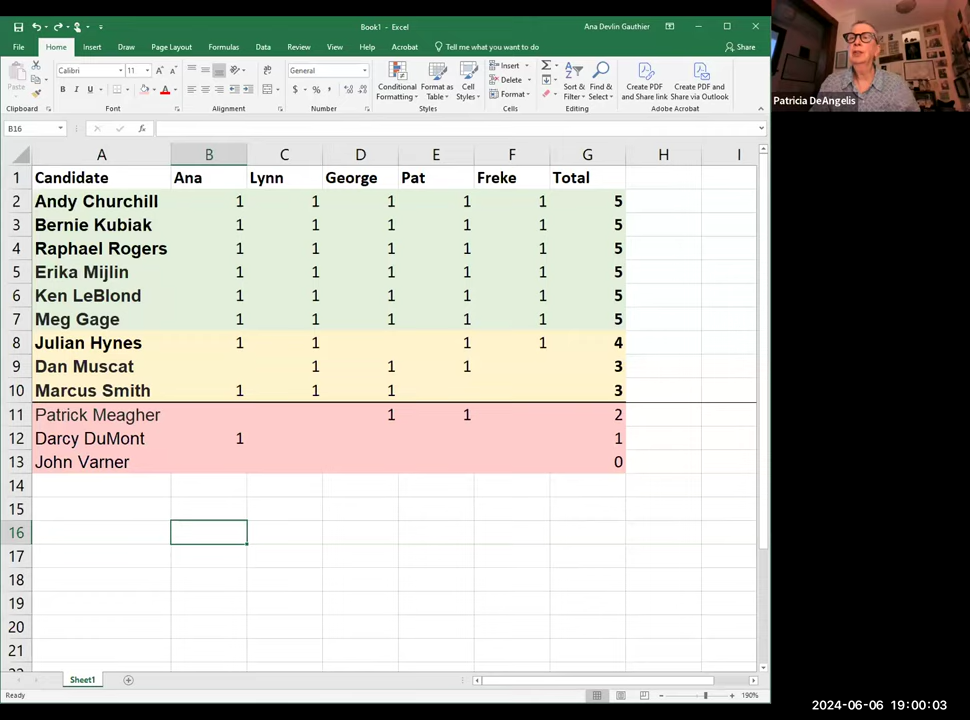 Book1 - Excel
Ana Devlin Gauthier
File Home Insert Draw Page Layout Formulas Data Review View Help Acrobat Tell me what you want to do Share
Paste
Calibri 11
B I U
General
$ % ,
Conditional Formatting
Format as Table
Cell Styles
Insert
Delete
Format
Sort & Filter
Find & Select
Create PDF and Share link
Create PDF and Share via Outlook
Clipboard Font Alignment Number Styles Cells Editing Adobe Acrobat
B16 fx
A B C D E F G H I
1 Candidate Ana Lynn George Pat Freke Total
2 Andy Churchill 1 1 1 1 1 5
3 Bernie Kubiak 1 1 1 1 1 5
4 Raphael Rogers 1 1 1 1 1 5
5 Erika Mijlin 1 1 1 1 1 5
6 Ken LeBlond 1 1 1 1 1 5
7 Meg Gage 1 1 1 1 1 5
8 Julian Hynes 1 1 1 1 4
9 Dan Muscat 1 1 1 3
10 Marcus Smith 1 1 1 3
11 Patrick Meagher 1 1 2
12 Darcy DuMont 1 1
13 John Varner 0
14
15
16
17
18
19
20
21
22
Sheet1
Ready
190%
Patricia DeAngelis
2024-06-06 19:00:03